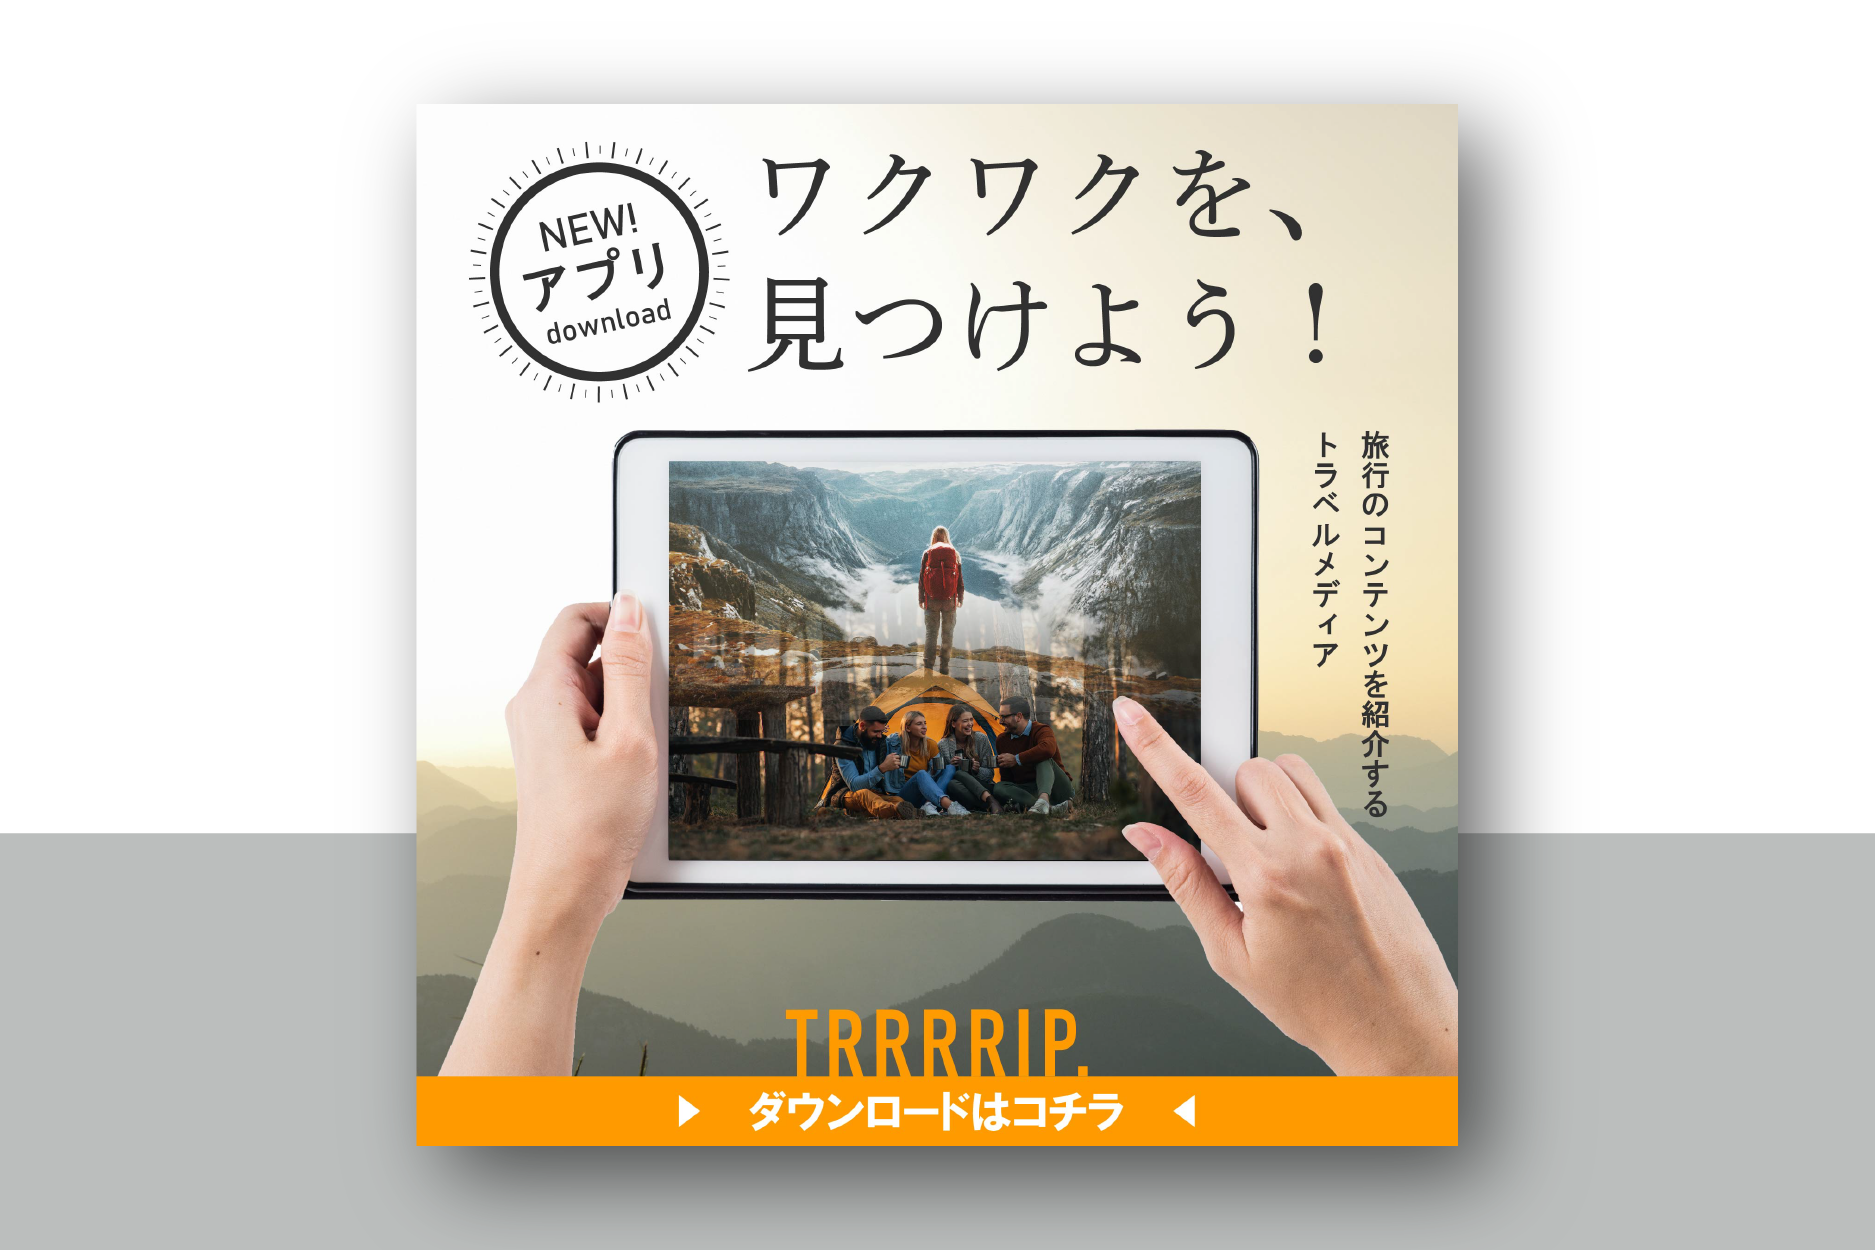 NEW!
アプリ
download
ワクワクを、
見つけよう！
旅行のコンテンツを紹介する
トラベルメディア
TRRRRIP.
▶ ダウンロードはコチラ ◀